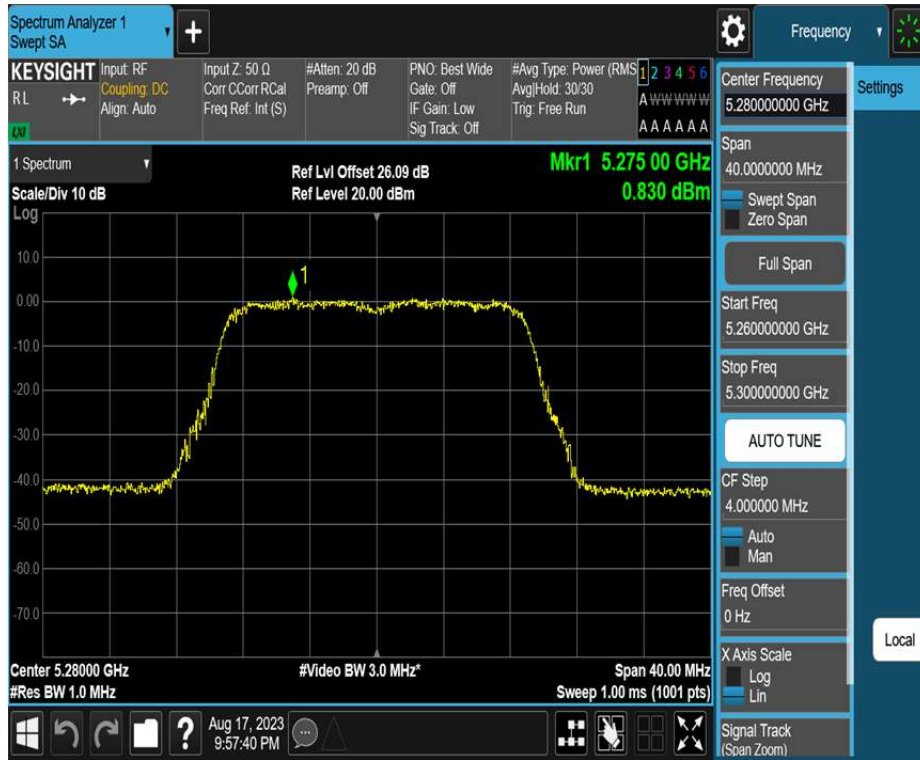 Spectrum Analyzer 1
Swept SA
+
Frequency
KEYSIGHT
R L
LXI
Input: RF
Coupling: DC
Align: Auto
Input Z: 50 Ω
Corr CCorr RCal
Freq Ref: Int (S)
#Atten: 20 dB
Preamp: Off
PNO: Best Wide
Gate: Off
IF Gain: Low
Sig Track: Off
#Avg Type: Power (RMS
Avg|Hold: 30/30
Trig: Free Run
1 2 3 4 5 6
A W W W W W
A A A A A A
1 Spectrum
Scale/Div 10 dB
Log
Ref Lvl Offset 26.09 dB
Ref Level 20.00 dBm
Mkr1 5.275 00 GHz
0.830 dBm
1
10.0
0.00
-10.0
-20.0
-30.0
-40.0
-50.0
-60.0
-70.0
Center 5.28000 GHz
#Res BW 1.0 MHz
#Video BW 3.0 MHz*
Span 40.00 MHz
Sweep 1.00 ms (1001 pts)
?
Aug 17, 2023
9:57:40 PM
Center Frequency
5.280000000 GHz
Span
40.0000000 MHz
Swept Span
Zero Span
Full Span
Start Freq
5.260000000 GHz
Stop Freq
5.300000000 GHz
AUTO TUNE
CF Step
4.000000 MHz
Auto
Man
Freq Offset
0 Hz
X Axis Scale
Log
Lin
Signal Track
(Span Zoom)
Settings
Local